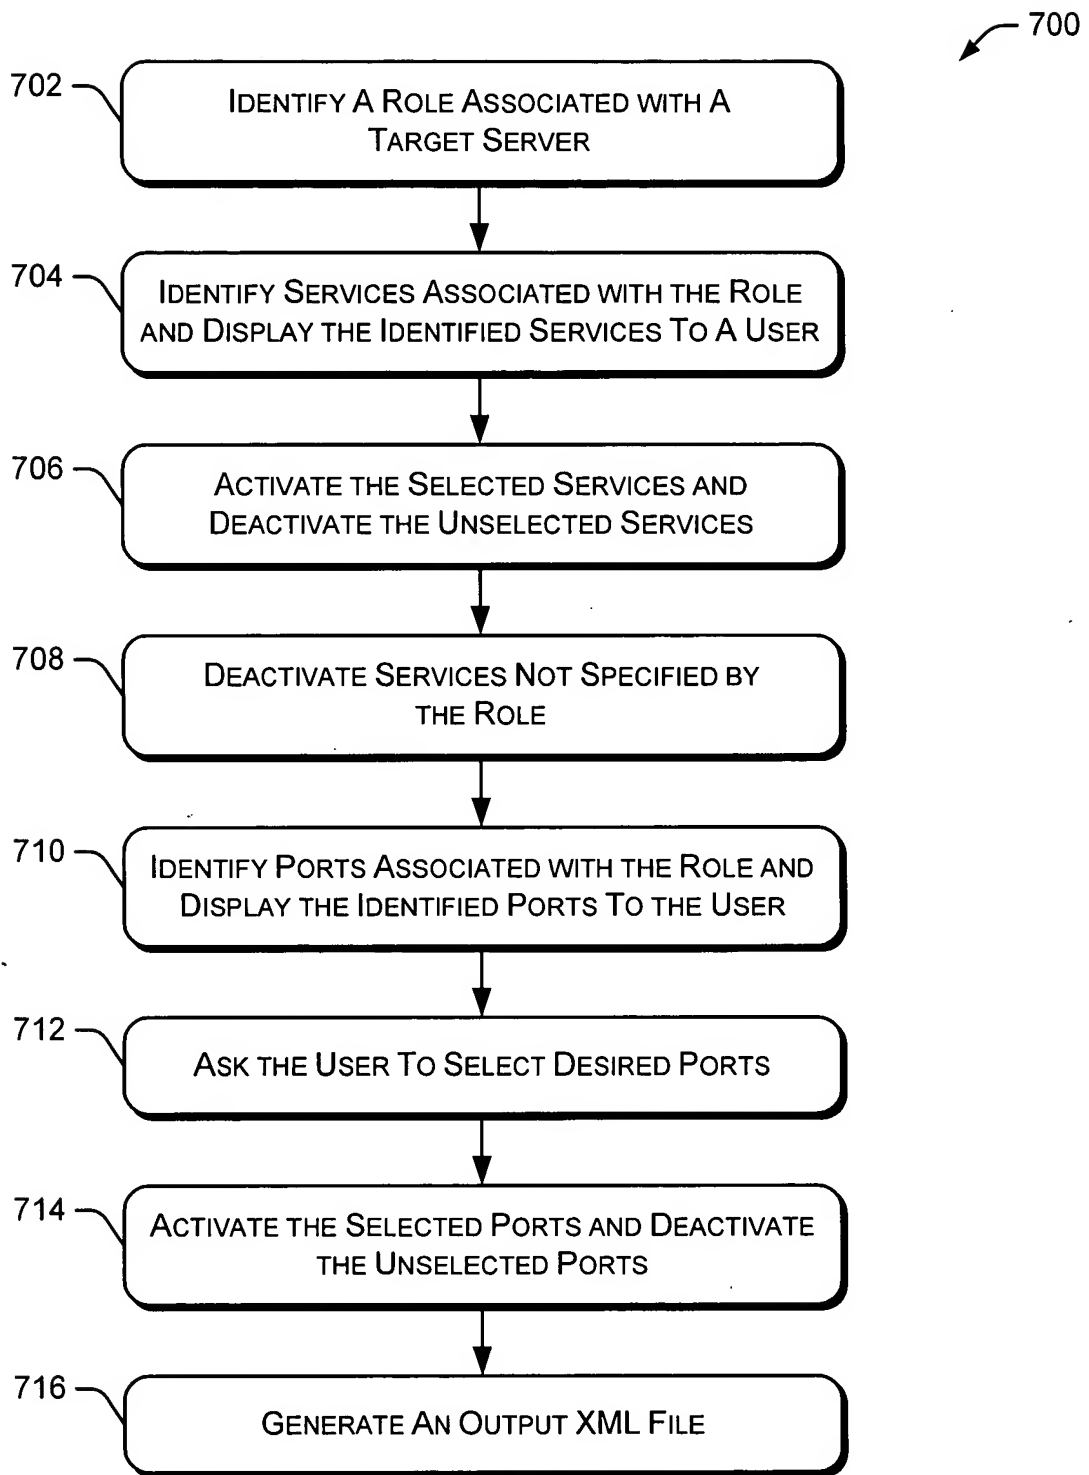 700
702
IDENTIFY A ROLE ASSOCIATED WITH A
TARGET SERVER
704
IDENTIFY SERVICES ASSOCIATED WITH THE ROLE
AND DISPLAY THE IDENTIFIED SERVICES TO A USER
706
ACTIVATE THE SELECTED SERVICES AND
DEACTIVATE THE UNSELECTED SERVICES
708
DEACTIVATE SERVICES NOT SPECIFIED BY
THE ROLE
710
IDENTIFY PORTS ASSOCIATED WITH THE ROLE AND
DISPLAY THE IDENTIFIED PORTS TO THE USER
712
ASK THE USER TO SELECT DESIRED PORTS
714
ACTIVATE THE SELECTED PORTS AND DEACTIVATE
THE UNSELECTED PORTS
716
GENERATE AN OUTPUT XML FILE